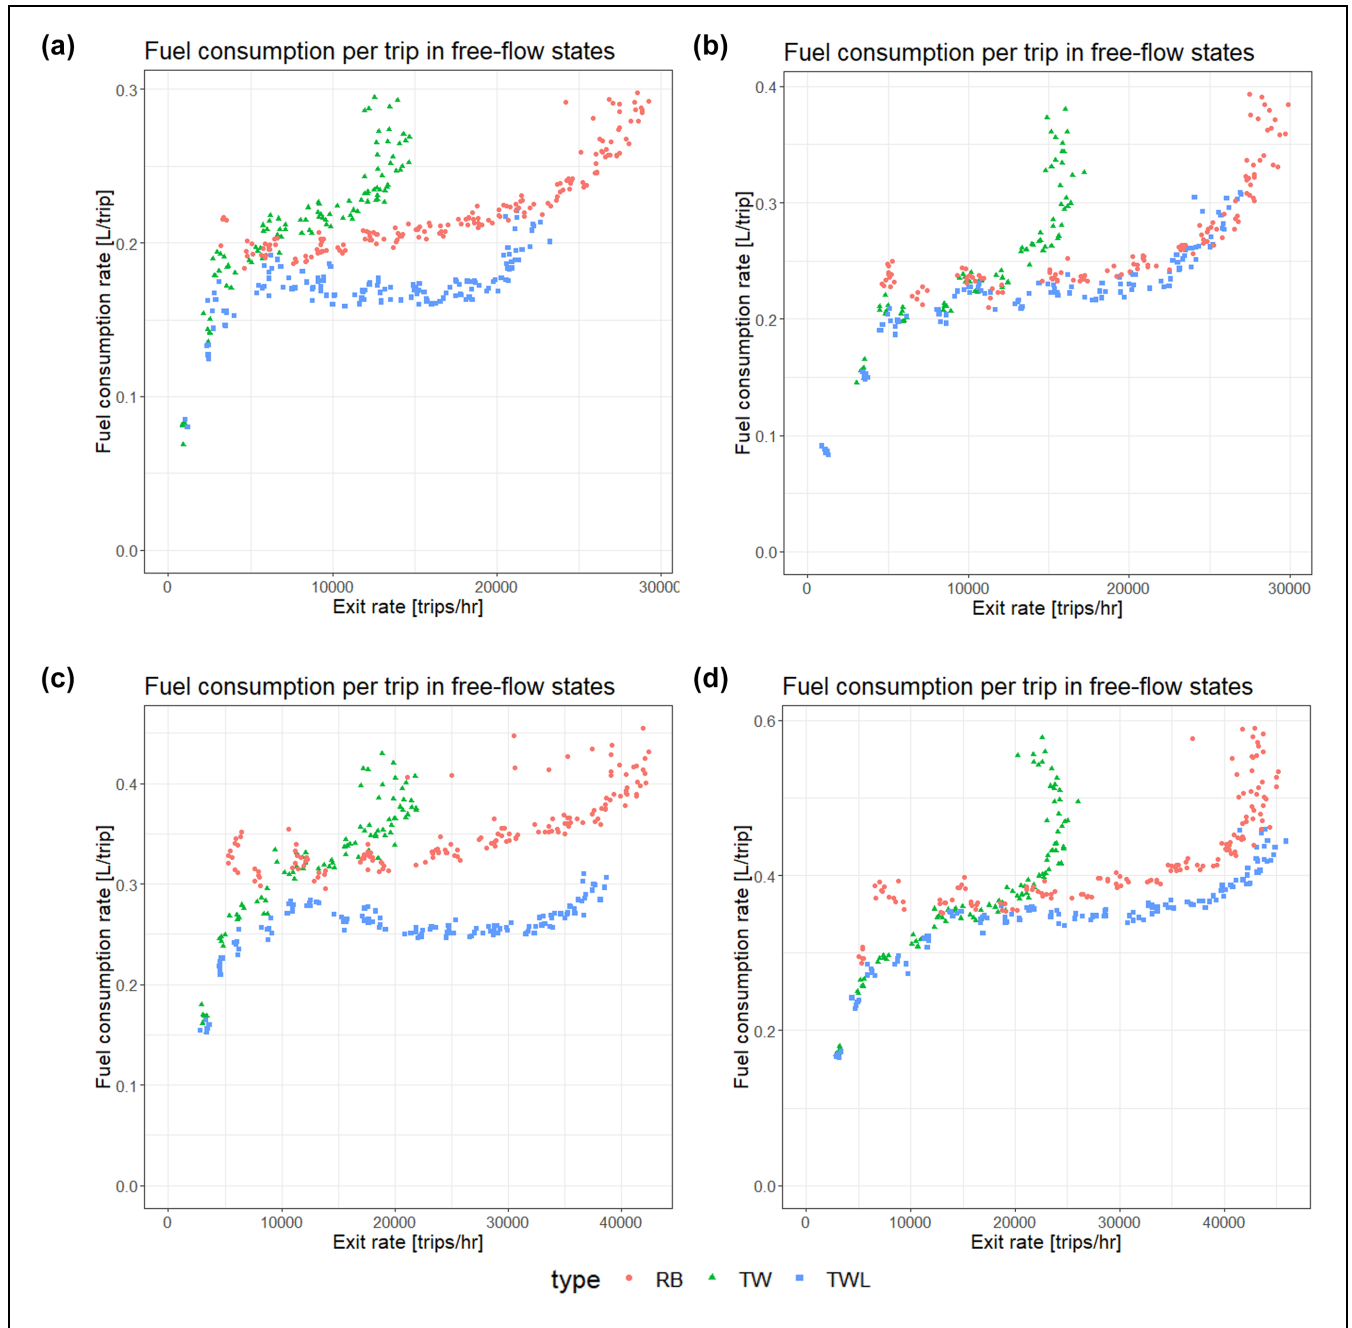 (a)
Fuel consumption per trip in free-flow states
Fuel consumption rate [L/trip]
0.3
0.2
0.1
0.0
0 10000 20000 30000
Exit rate [trips/hr]
(b)
Fuel consumption per trip in free-flow states
Fuel consumption rate [L/trip]
0.4
0.3
0.2
0.1
0.0
0 10000 20000 30000
Exit rate [trips/hr]
(c)
Fuel consumption per trip in free-flow states
Fuel consumption rate [L/trip]
0.4
0.3
0.2
0.1
0.0
0 10000 20000 30000 40000
Exit rate [trips/hr]
(d)
Fuel consumption per trip in free-flow states
Fuel consumption rate [L/trip]
0.6
0.4
0.2
0.0
0 10000 20000 30000 40000
Exit rate [trips/hr]
type RB TW TWL